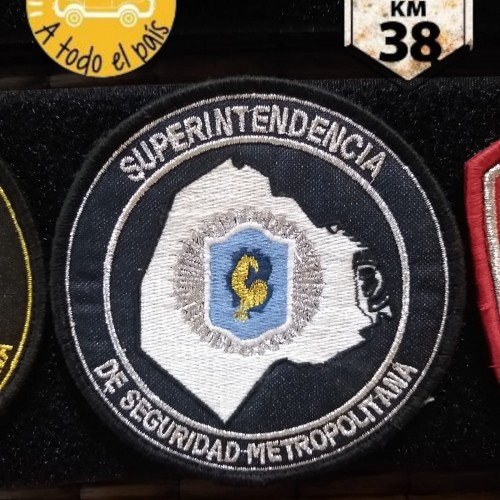 A todo el país
KM
38
SUPERINTENDENCIA
DE SEGURIDAD METROPOLITANA